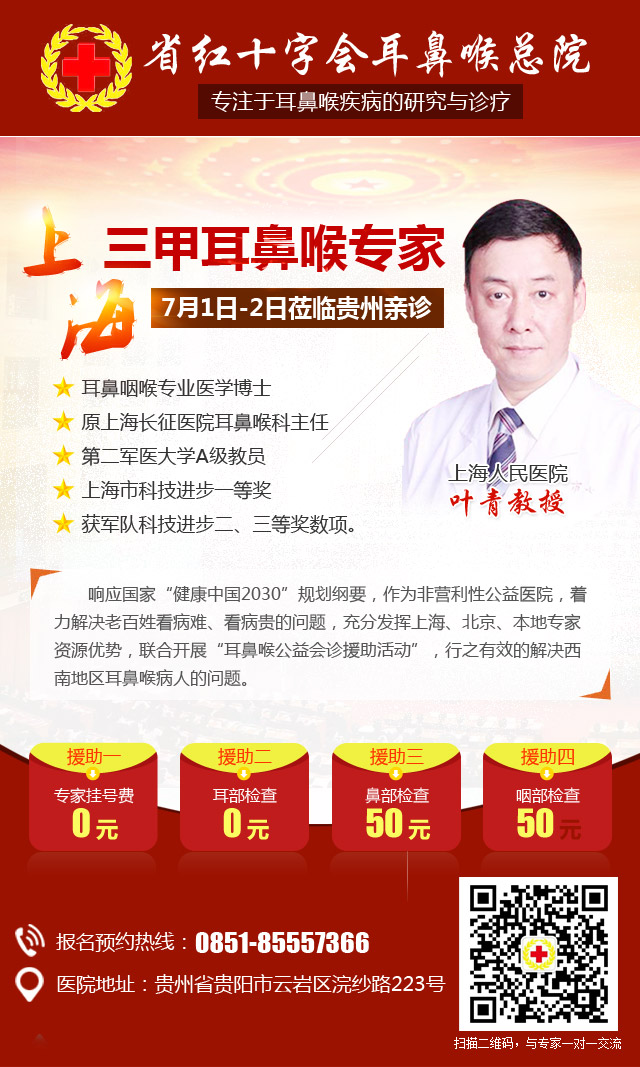 省红十字会耳鼻喉总院
专注于耳鼻喉疾病的研究与诊疗
上海
三甲耳鼻喉专家
7月1日-2日莅临贵州亲诊
耳鼻咽喉专业医学博士
原上海长征医院耳鼻喉科主任
第二军医大学A级教员
上海市科技进步一等奖
获军队科技进步二、三等奖数项。
上海人民医院
叶青教授
响应国家“健康中国2030”规划纲要，作为非营利性公益医院，着
力解决老百姓看病难、看病贵的问题，充分发挥上海、北京、本地专家
资源优势，联合开展“耳鼻喉公益会诊援助活动”，行之有效的解决西
南地区耳鼻喉病人的问题。
援助一
专家挂号费
0元
援助二
耳部检查
0元
援助三
鼻部检查
50元
援助四
咽部检查
50元
报名预约热线：0851-85557366
医院地址：贵州省贵阳市云岩区浣纱路223号
扫描二维码，与专家一对一交流